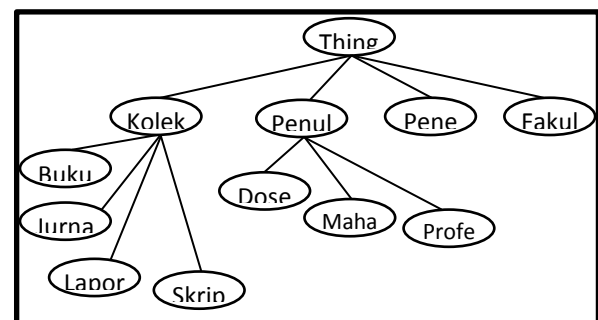 Thing
Kolek
Penul
Pene
Fakul
Buku
Jurna
Dose
Maha
Profe
Lapor
Skrip